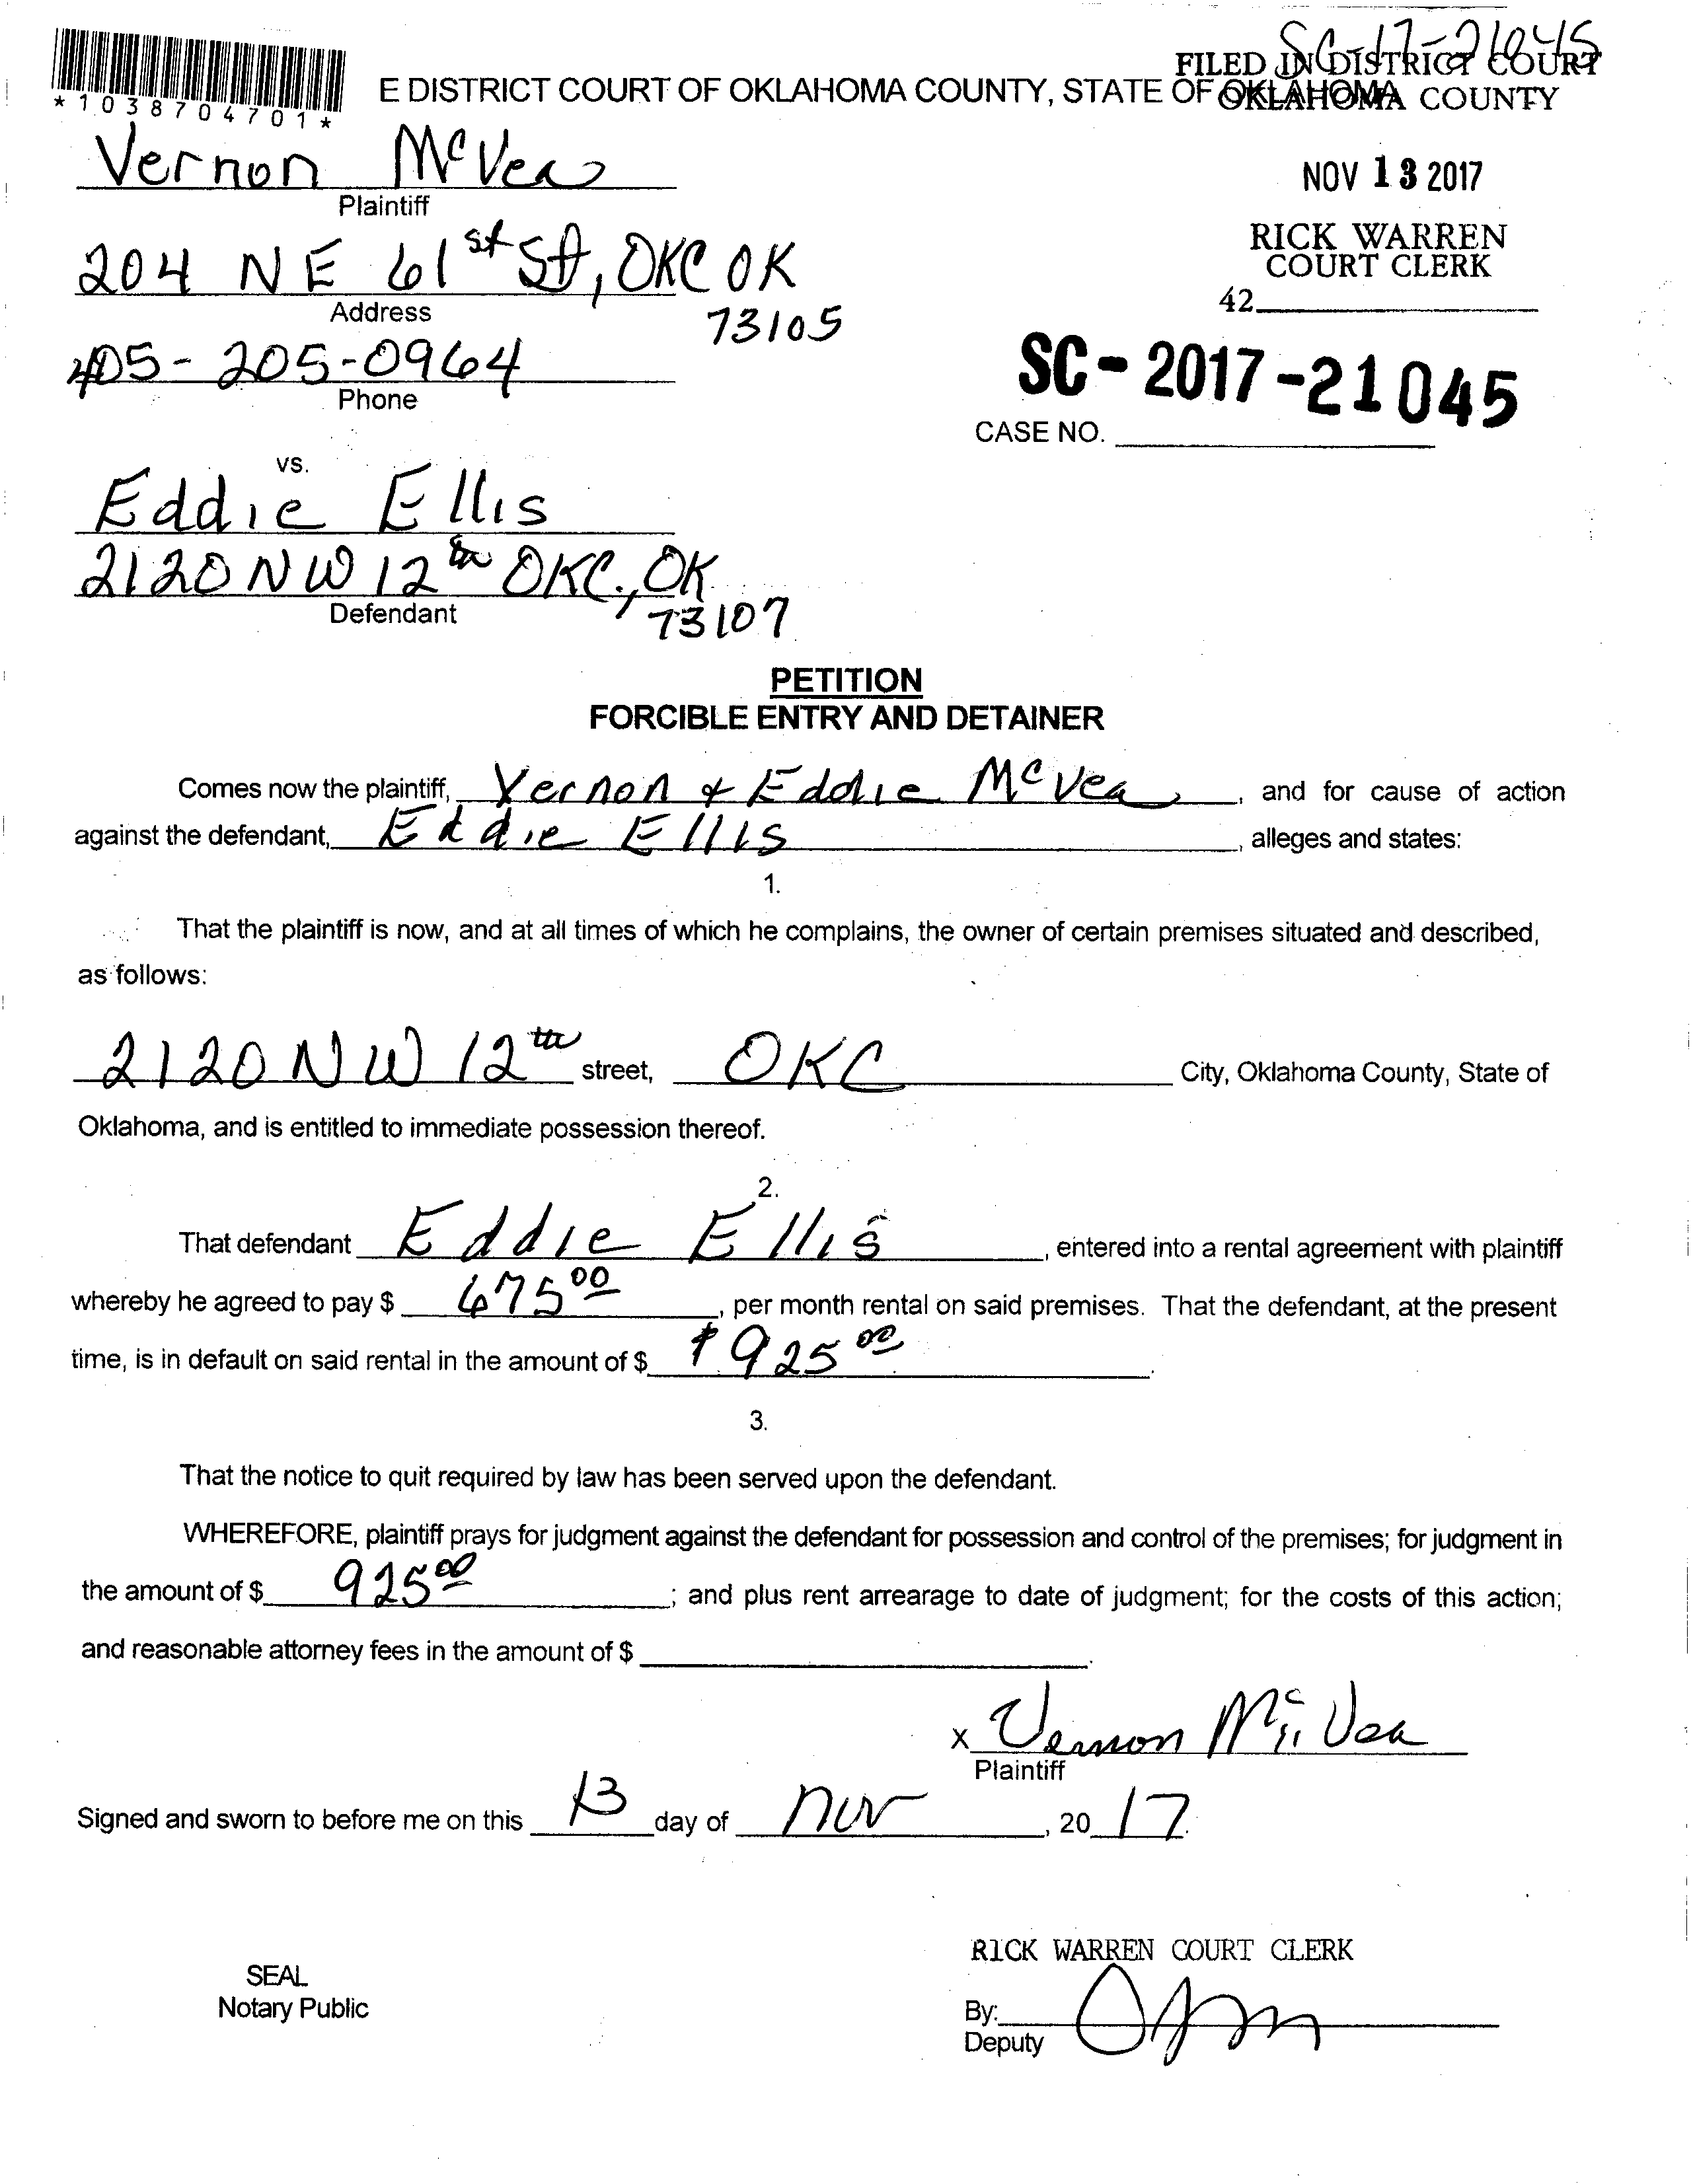 SC-17-21045
FILED IN DISTRICT COURT
E DISTRICT COURT OF OKLAHOMA COUNTY, STATE OF OKLAHOMA COUNTY
*1038704701*
Vernon McVea
Plaintiff
NOV 13 2017
RICK WARREN
COURT CLERK
204 NE 61st St, OKC OK
73105
Address
42
405-205-0964
Phone
SC-2017-21045
CASE NO.
vs.
Eddie Ellis
2120 NW 12th OKC, OK
73107
Defendant
PETITION
FORCIBLE ENTRY AND DETAINER
Comes now the plaintiff, Vernon & Eddie McVea, and for cause of action
against the defendant, Eddie Ellis, alleges and states:
1.
That the plaintiff is now, and at all times of which he complains, the owner of certain premises situated and described,
as follows:
2120 NW 12th street, OKC City, Oklahoma County, State of
Oklahoma, and is entitled to immediate possession thereof.
2.
That defendant Eddie Ellis, entered into a rental agreement with plaintiff
whereby he agreed to pay $ 675 00, per month rental on said premises. That the defendant, at the present
time, is in default on said rental in the amount of $ $925 00.
3.
That the notice to quit required by law has been served upon the defendant.
WHEREFORE, plaintiff prays for judgment against the defendant for possession and control of the premises; for judgment in
the amount of $ 925 00; and plus rent arrearage to date of judgment; for the costs of this action;
and reasonable attorney fees in the amount of $ .
X Vernon McVea
Plaintiff
Signed and sworn to before me on this 13 day of Nov, 20 17.
RICK WARREN COURT CLERK
SEAL
Notary Public
By:
Deputy